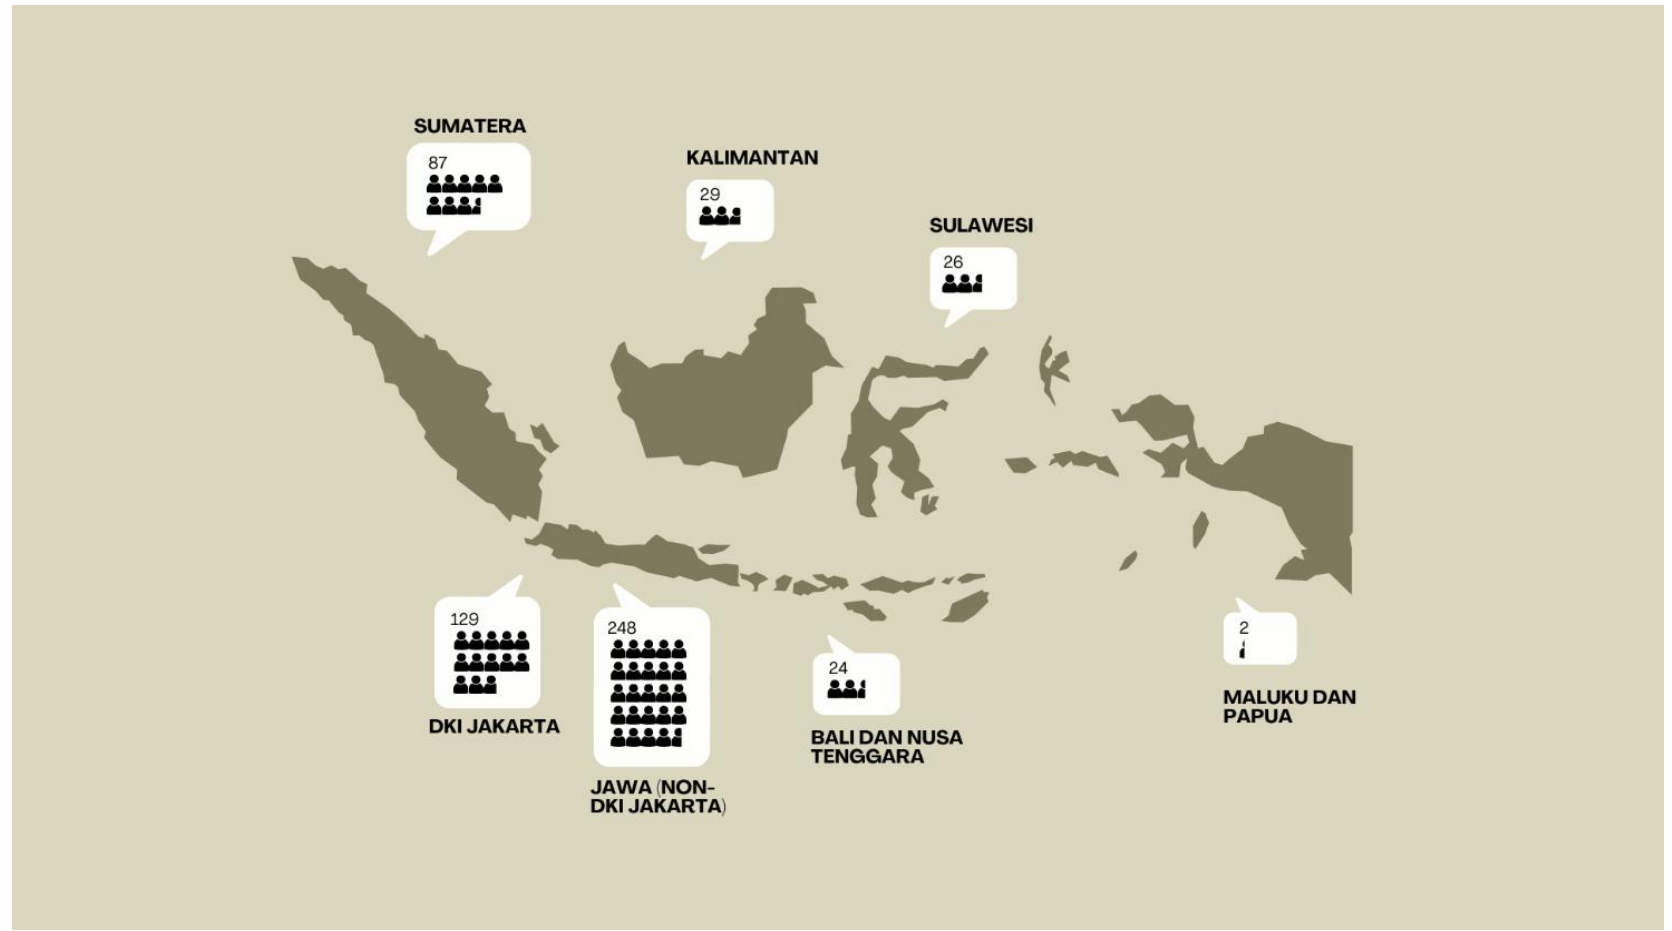 SUMATERA
87
KALIMANTAN
29
SULAWESI
26
129
DKI JAKARTA
248
JAWA (NON-
DKI JAKARTA)
24
BALI DAN NUSA
TENGGARA
2
MALUKU DAN
PAPUA